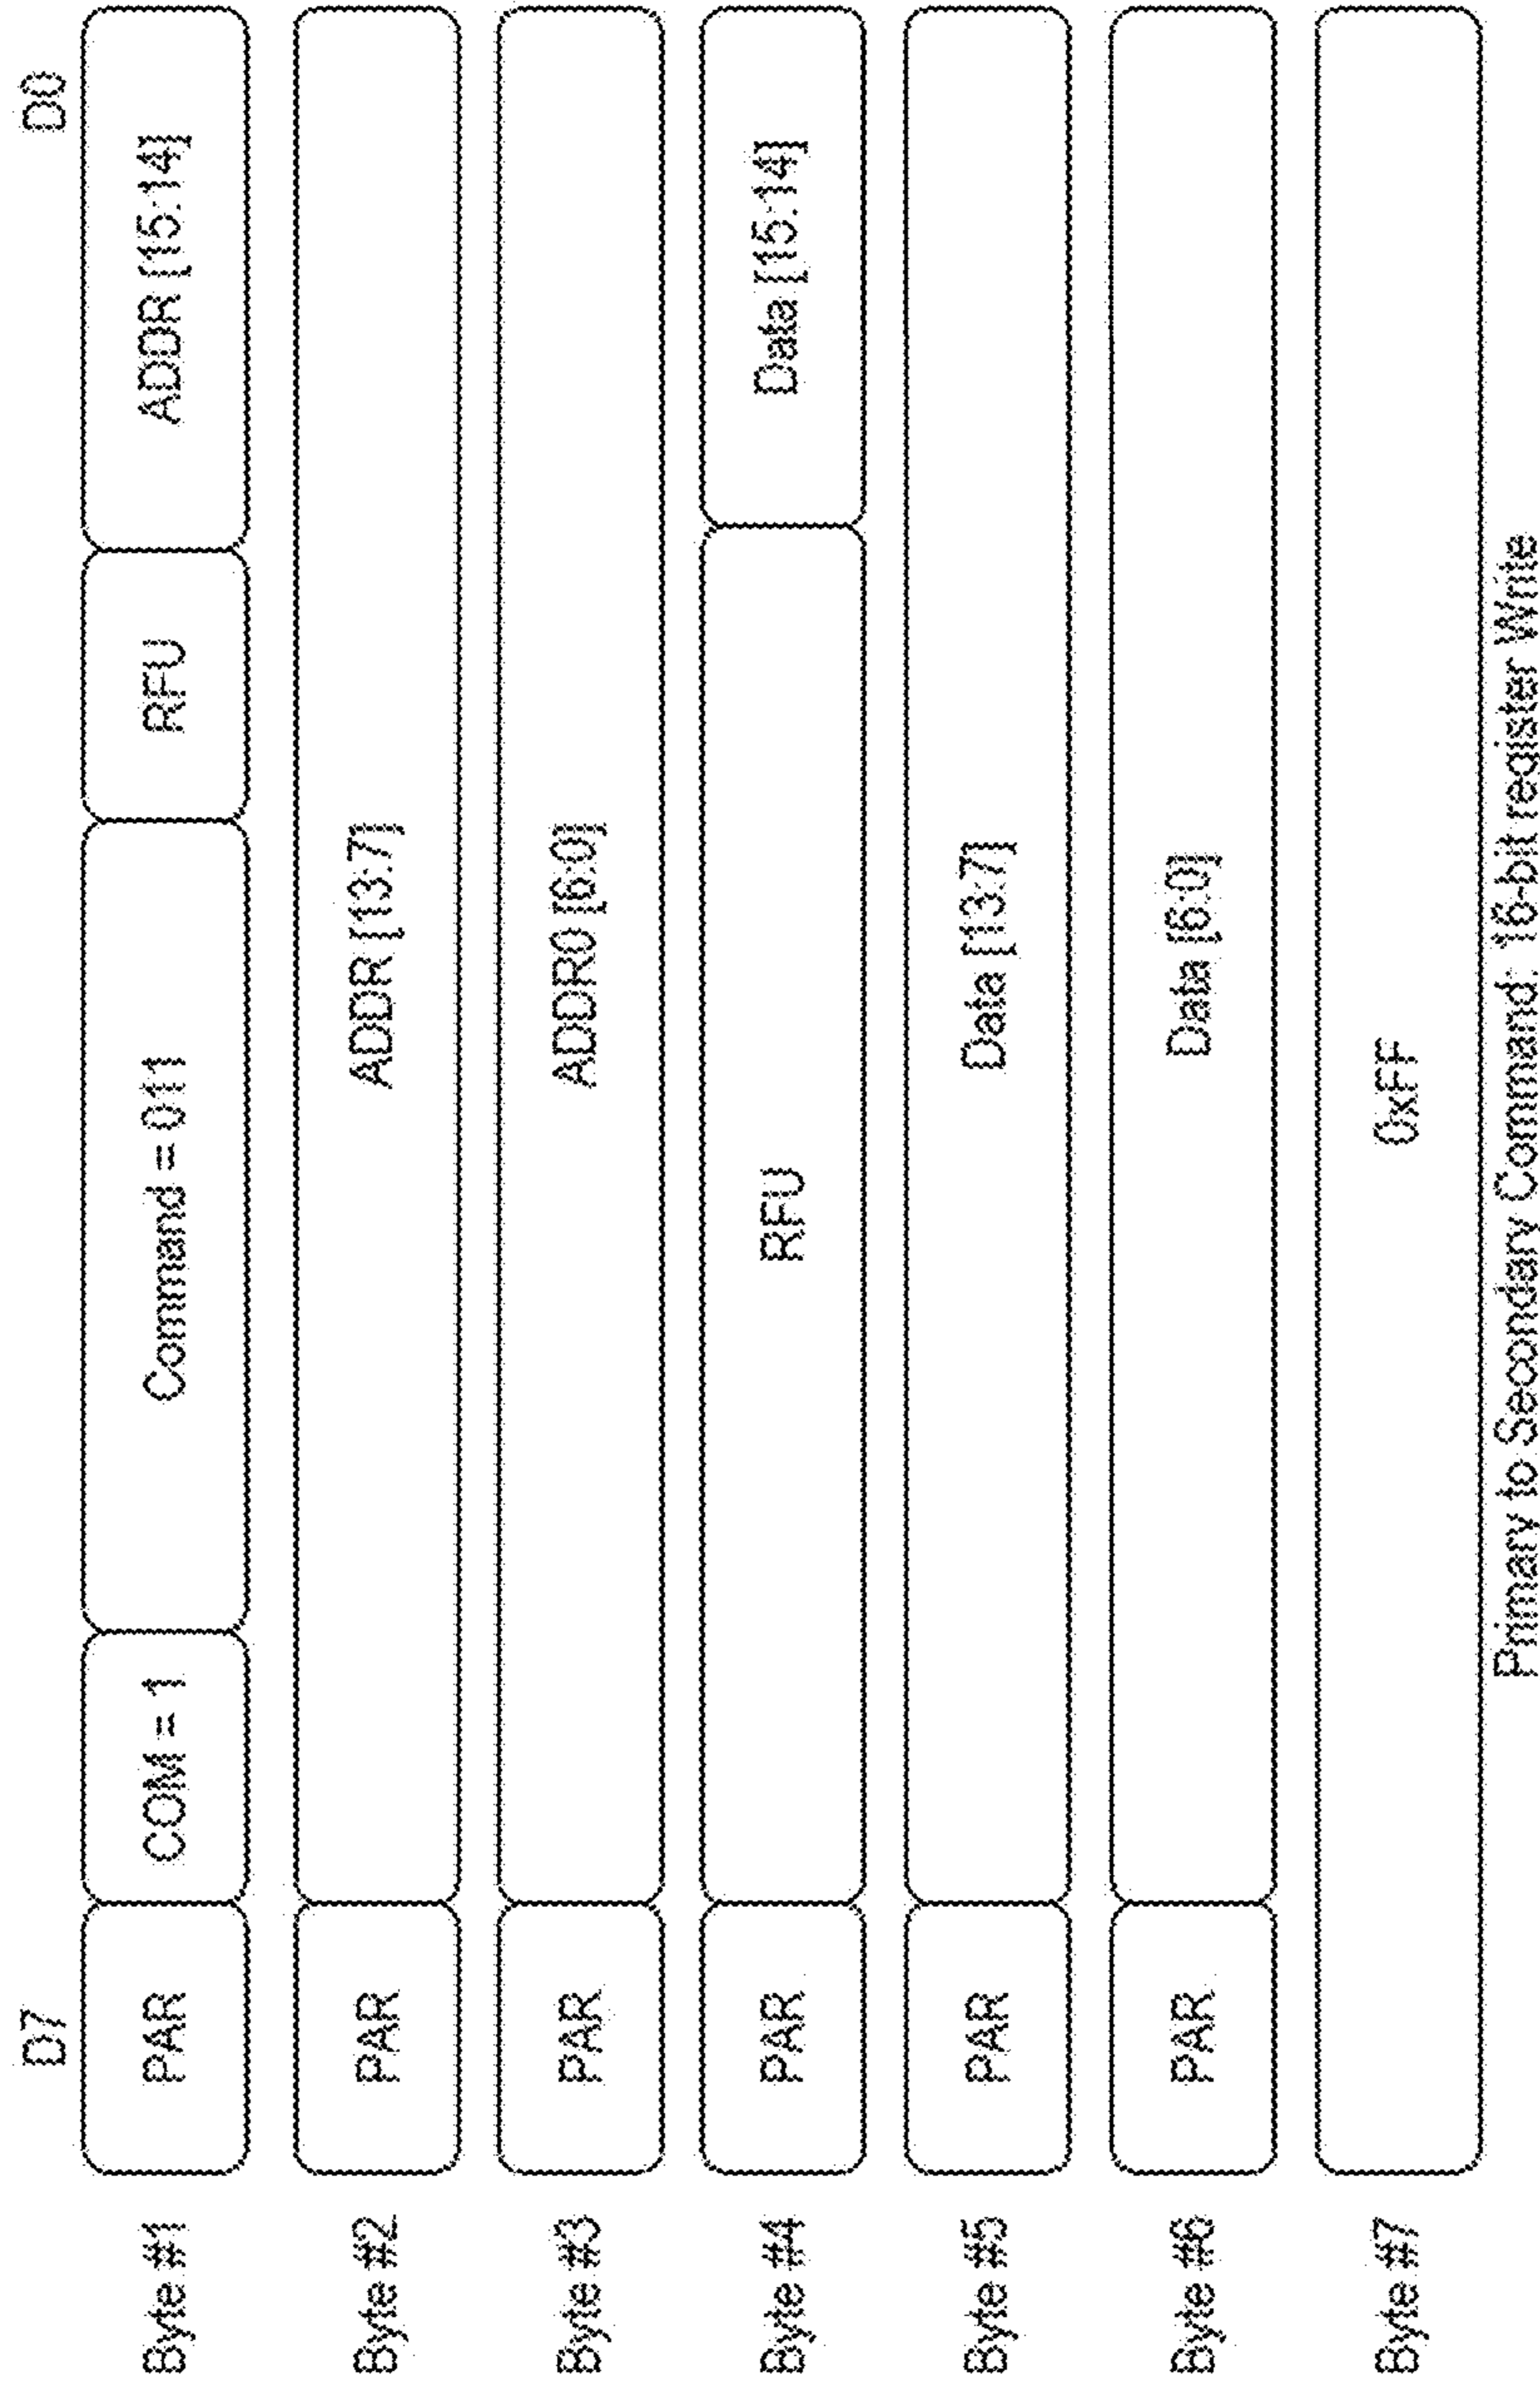 D7 D0
Byte #1 PAR COM = 1 Command = 011 RFU ADDR [15:14]
Byte #2 PAR ADDR [13:7]
Byte #3 PAR ADDR0 [6:0]
Byte #4 PAR RFU Data [15:14]
Byte #5 PAR Data [13:7]
Byte #6 PAR Data [6:0]
Byte #7 0xFF
Primary to Secondary Command: 16-bit register Write